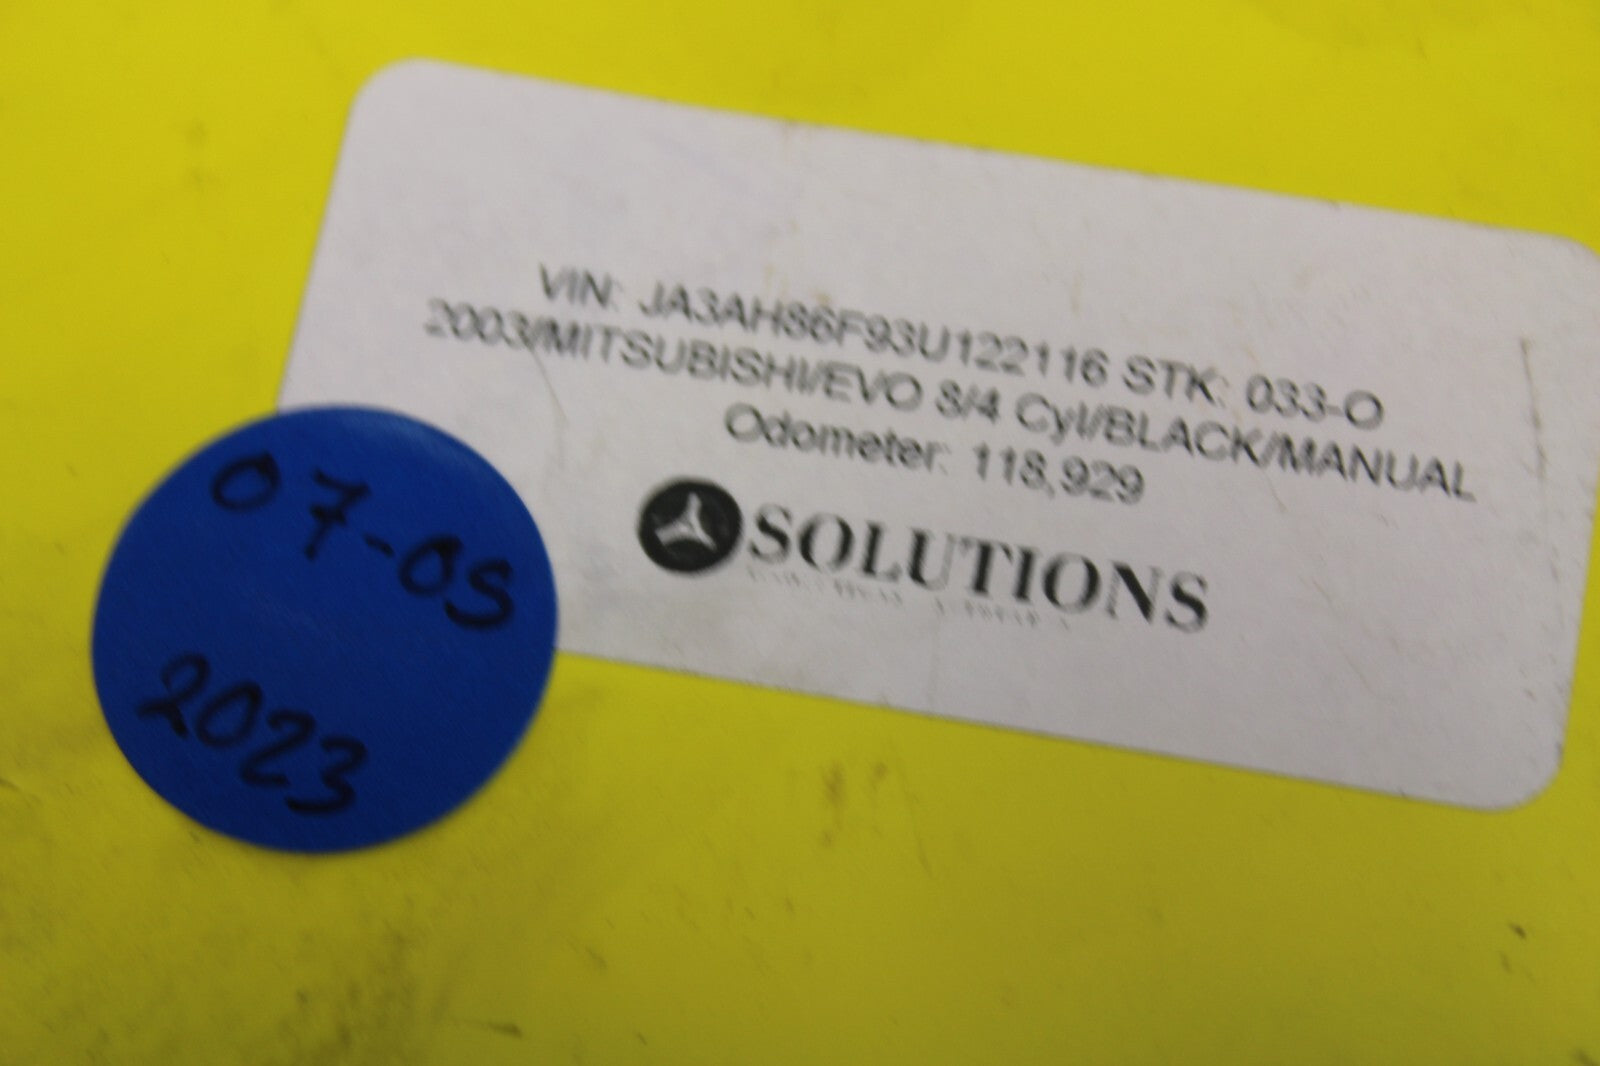 VIN: JA3AH86F93U122116 STK: 033-O
2003/MITSUBISHI/EVO 8/4 Cyl/BLACK/MANUAL
Odometer: 118,929
SOLUTIONS
07-05
2023